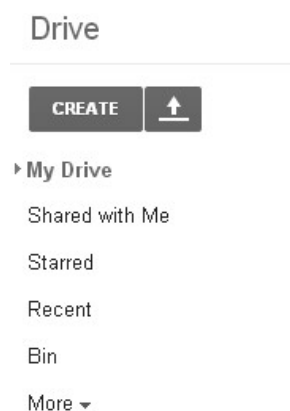 Drive
CREATE
My Drive
Shared with Me
Starred
Recent
Bin
More